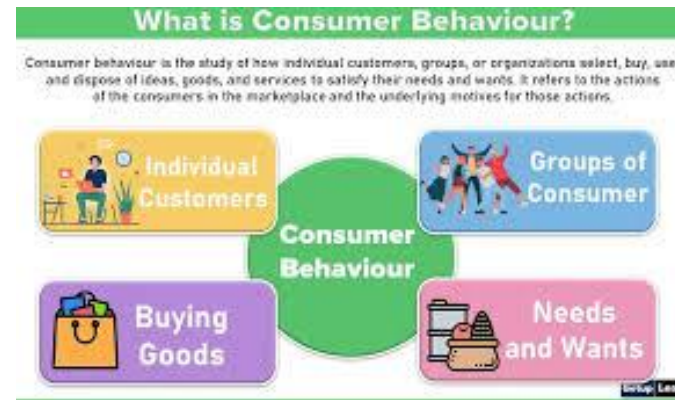 What is Consumer Behaviour?
Consumer behaviour is the study of how individual customers, groups, or organizations select, buy, use
and dispose of ideas, goods, and services to satisfy their needs and wants. It refers to the actions
of the consumers in the marketplace and the underlying motives for those actions.
Individual
Customers
Groups of
Consumer
Consumer
Behaviour
Buying
Goods
Needs
and Wants